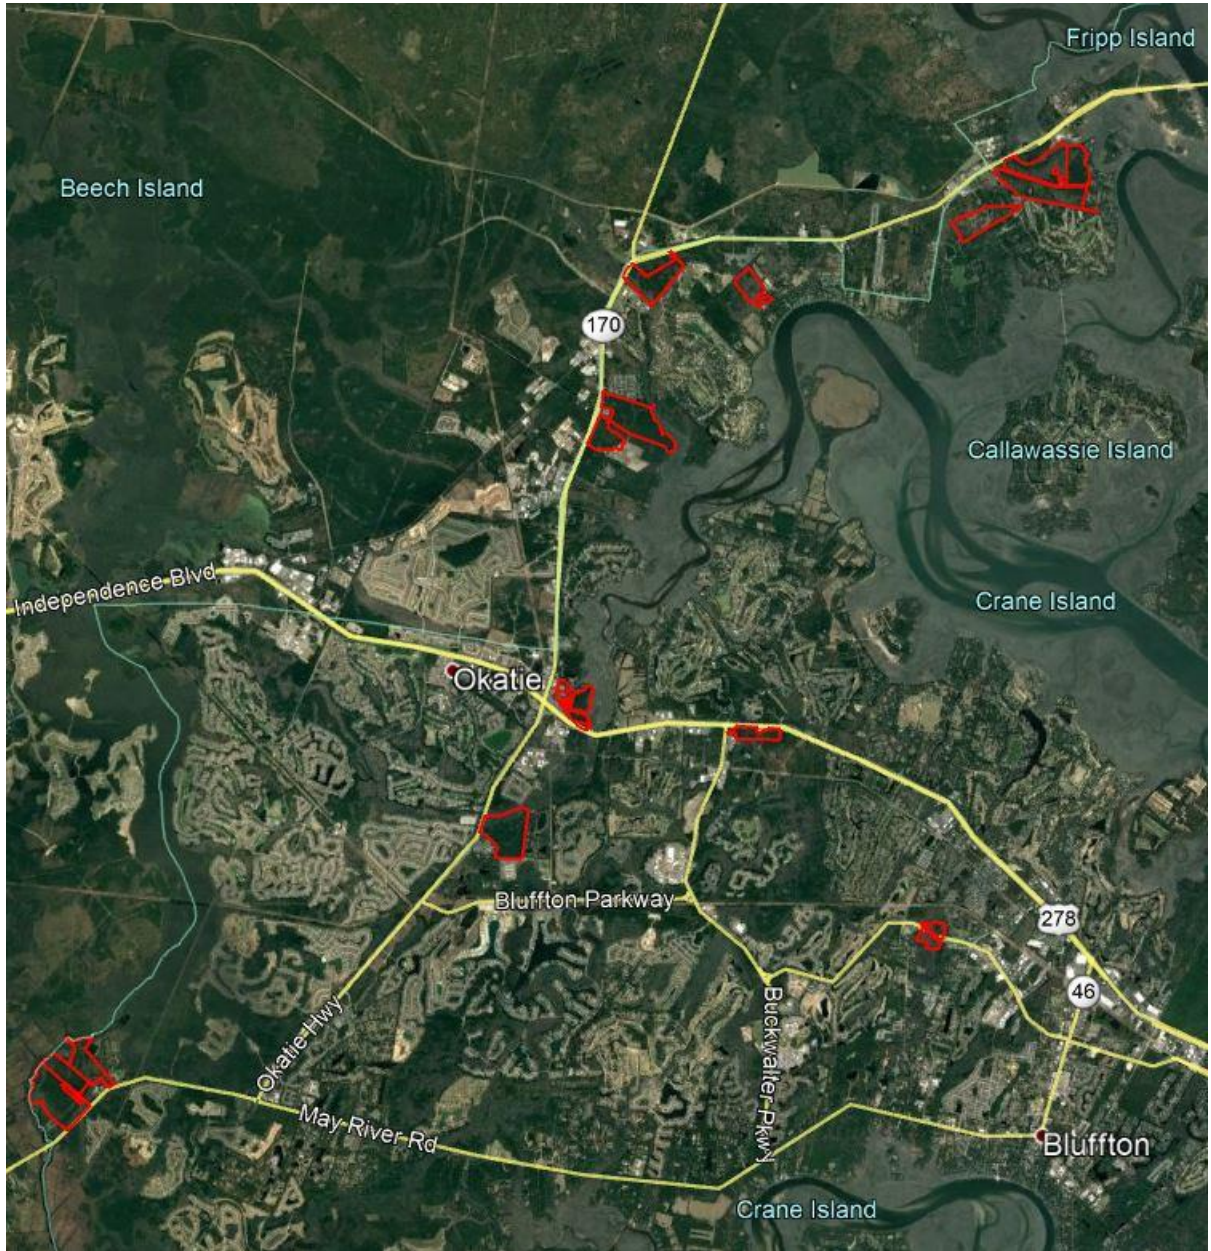 Fripp Island
Beech Island
170
Callawassie Island
Independence Blvd
Crane Island
Okatie
Bluffton Parkway
278
46
Okatie Hwy
Buckwalter Pkwy
May River Rd
Bluffton
Crane Island